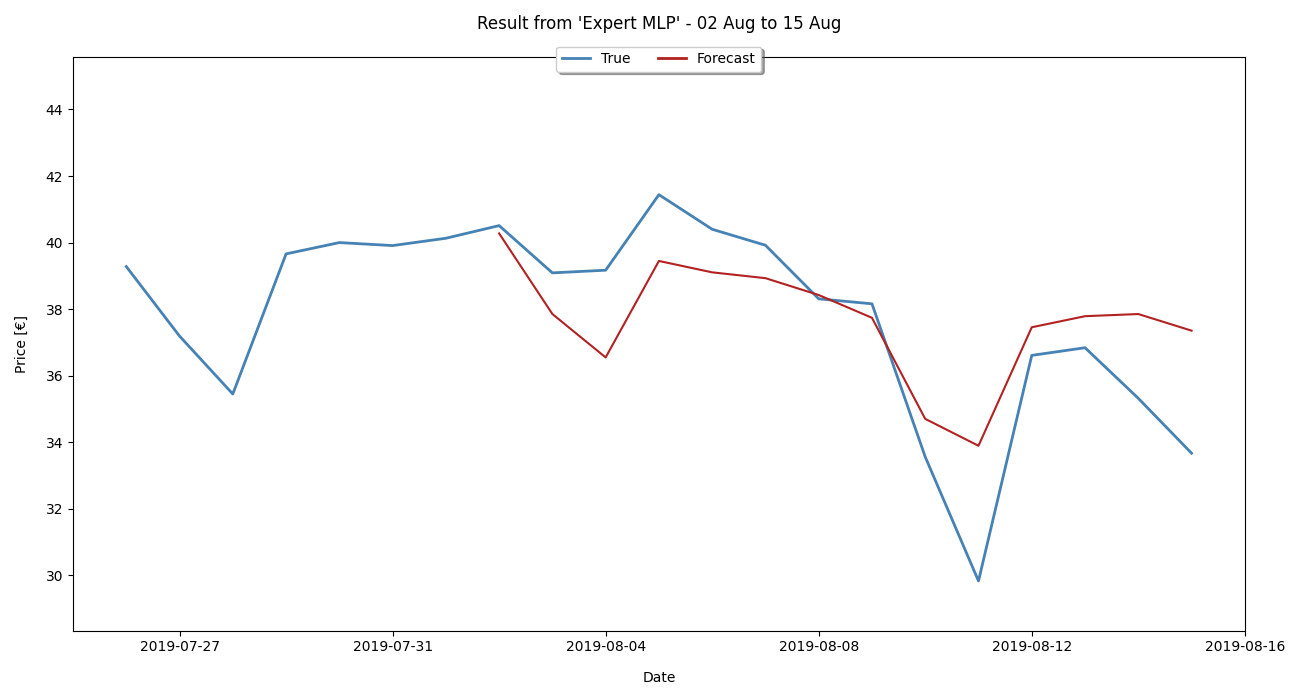 Result from 'Expert MLP' - 02 Aug to 15 Aug
True Forecast
44
42
40
38
36
34
32
30
Price [€]
2019-07-27 2019-07-31 2019-08-04 2019-08-08 2019-08-12 2019-08-16
Date